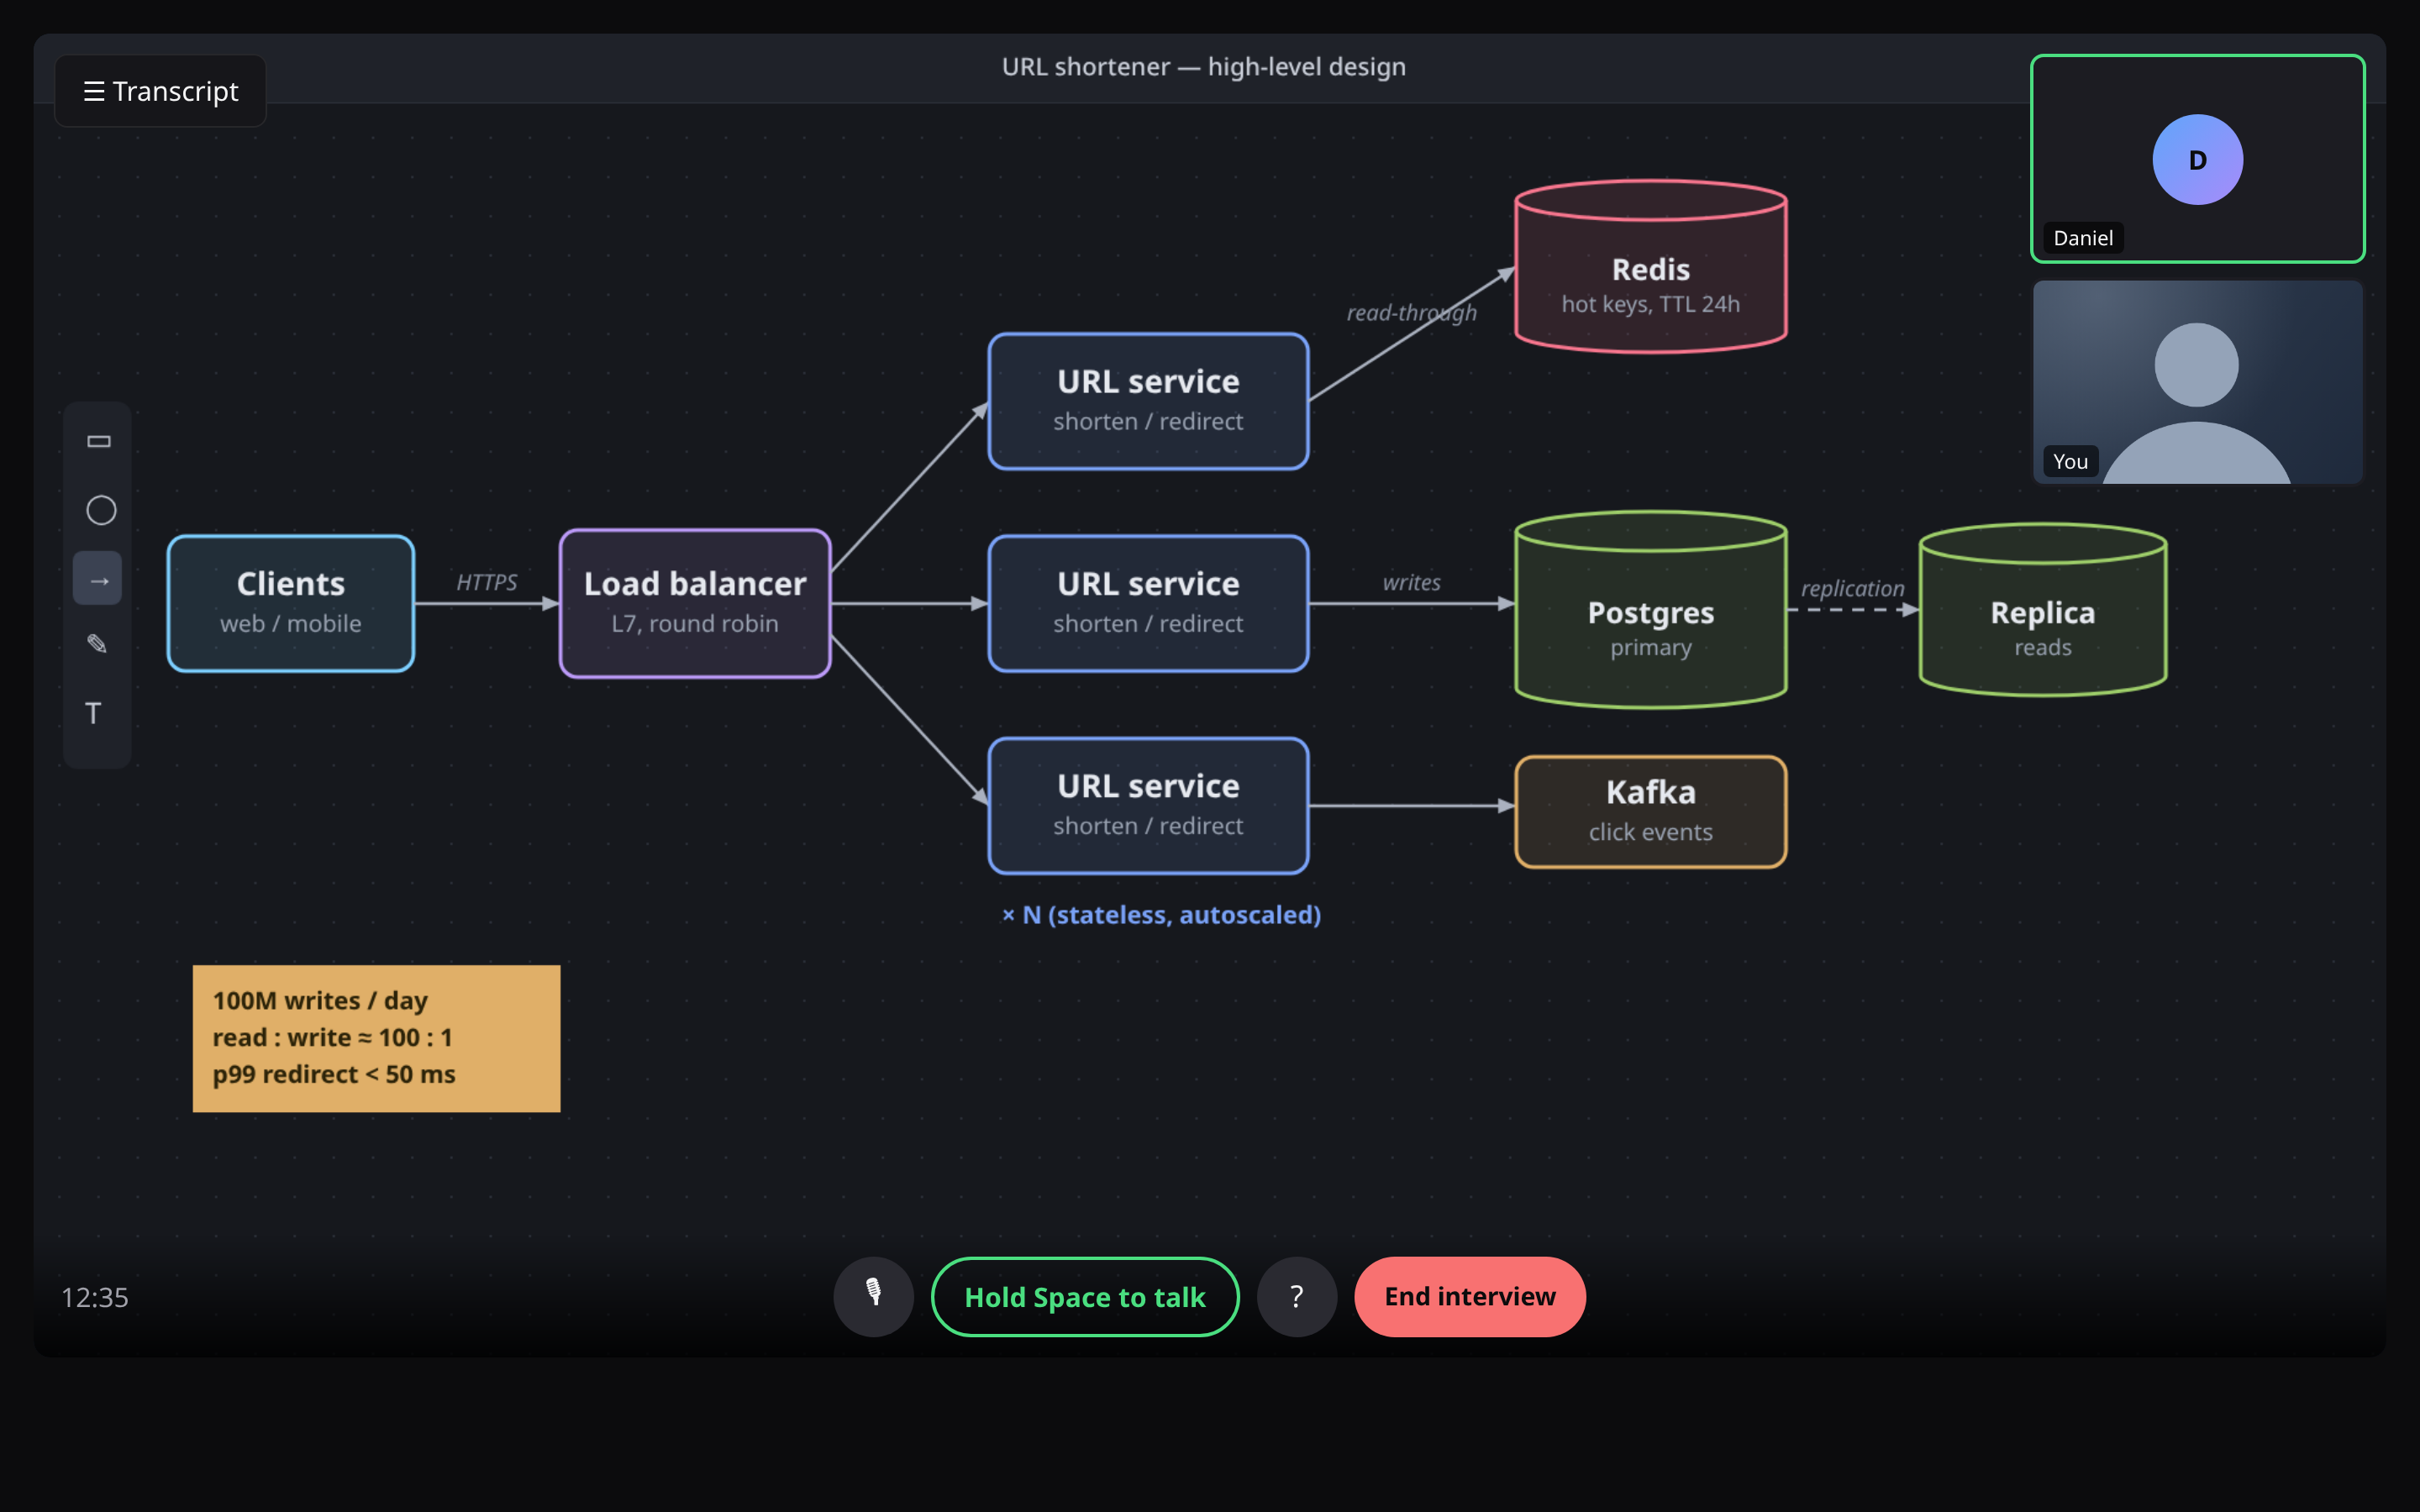 ☰ Transcript
URL shortener — high-level design
D
Daniel
You
Redis
hot keys, TTL 24h
read-through
URL service
shorten / redirect
Clients
web / mobile
HTTPS
Load balancer
L7, round robin
URL service
shorten / redirect
writes
Postgres
primary
replication
Replica
reads
URL service
shorten / redirect
Kafka
click events
× N (stateless, autoscaled)
T
100M writes / day
read : write ≈ 100 : 1
p99 redirect < 50 ms
12:35
Hold Space to talk
?
End interview